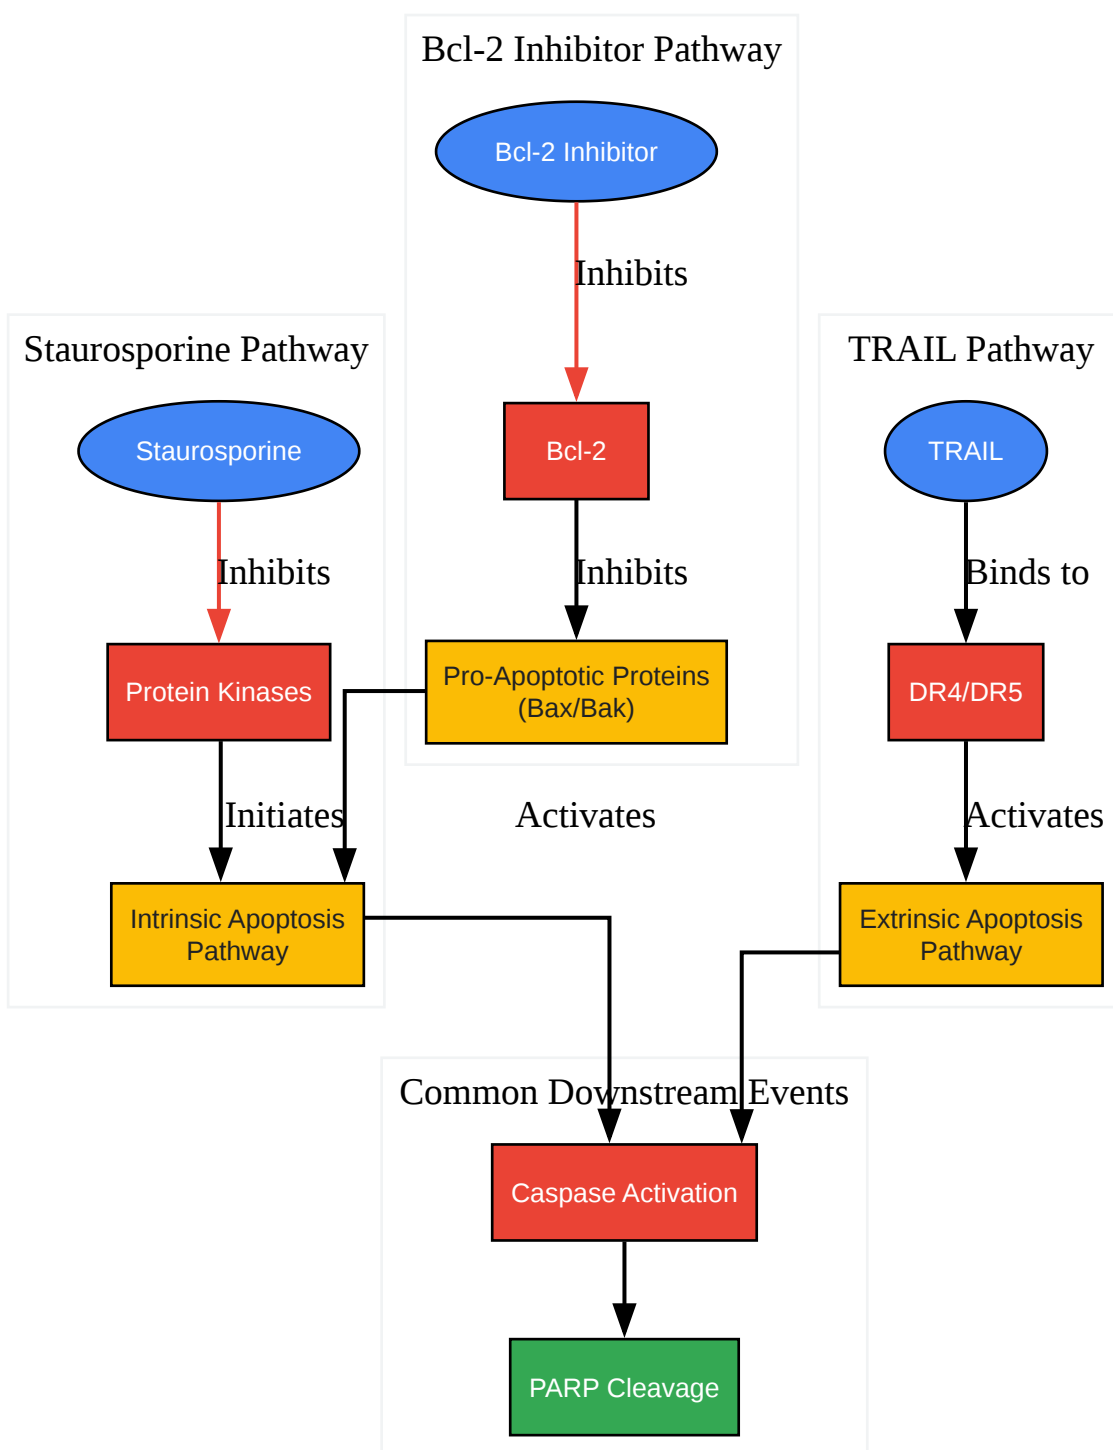 Bcl-2 Inhibitor Pathway
Bcl-2 Inhibitor
Inhibits
Staurosporine Pathway
TRAIL Pathway
Staurosporine
Bcl-2
TRAIL
Inhibits
Inhibits
Binds to
Protein Kinases
Pro-Apoptotic Proteins
(Bax/Bak)
DR4/DR5
Initiates
Activates
Activates
Intrinsic Apoptosis
Pathway
Extrinsic Apoptosis
Pathway
Common Downstream Events
Caspase Activation
PARP Cleavage